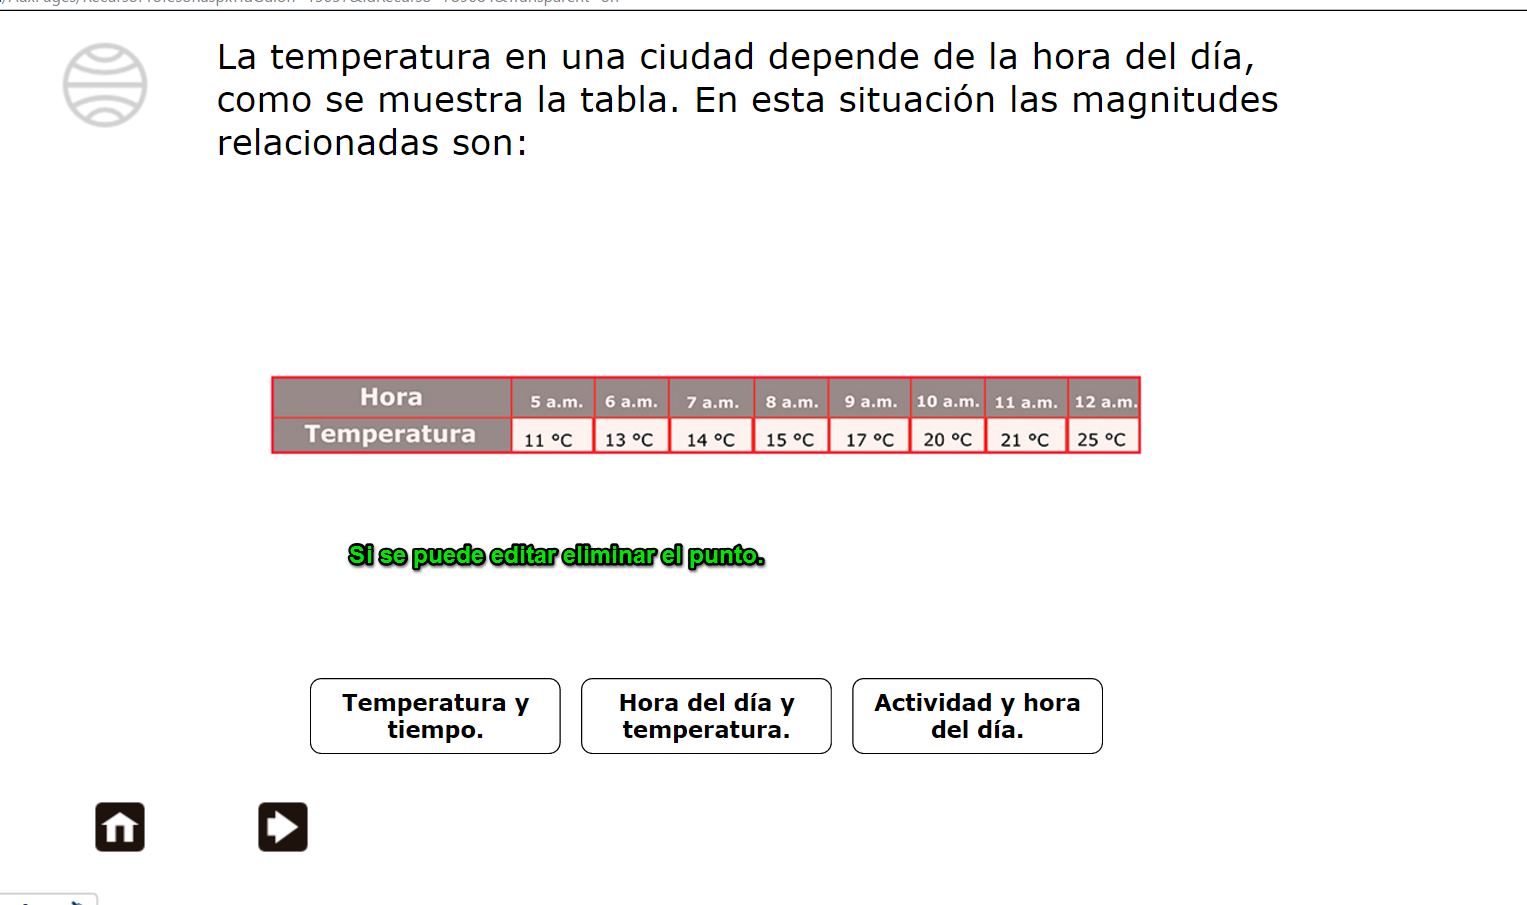 La temperatura en una ciudad depende de la hora del día,
como se muestra la tabla. En esta situación las magnitudes
relacionadas son:
Hora 5 a.m. 6 a.m. 7 a.m. 8 a.m. 9 a.m. 10 a.m. 11 a.m. 12 a.m.
Temperatura 11 °C 13 °C 14 °C 15 °C 17 °C 20 °C 21 °C 25 °C
Si se puede editar eliminar el punto.
Temperatura y
tiempo.
Hora del día y
temperatura.
Actividad y hora
del día.